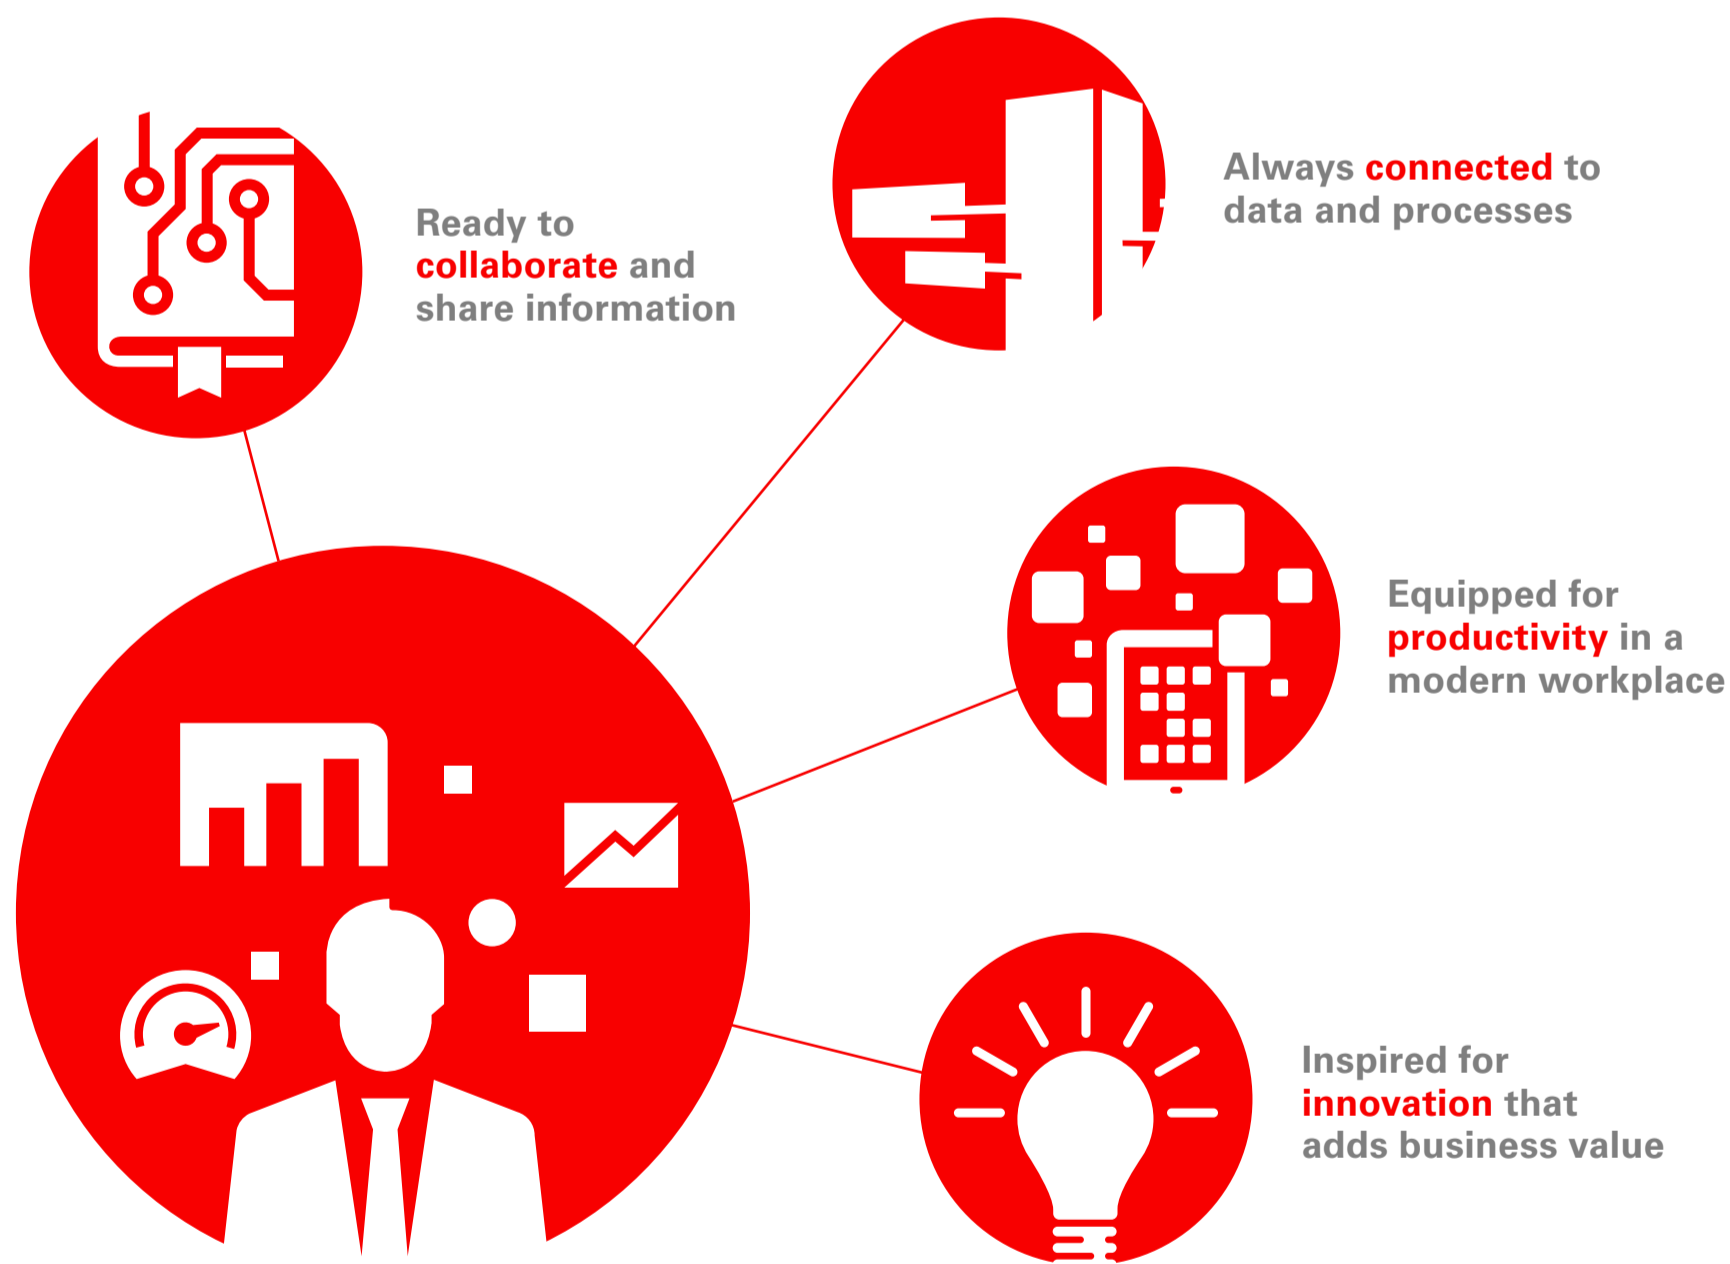 Ready to
collaborate and
share information
Always connected to
data and processes
Equipped for
productivity in a
modern workplace
Inspired for
innovation that
adds business value